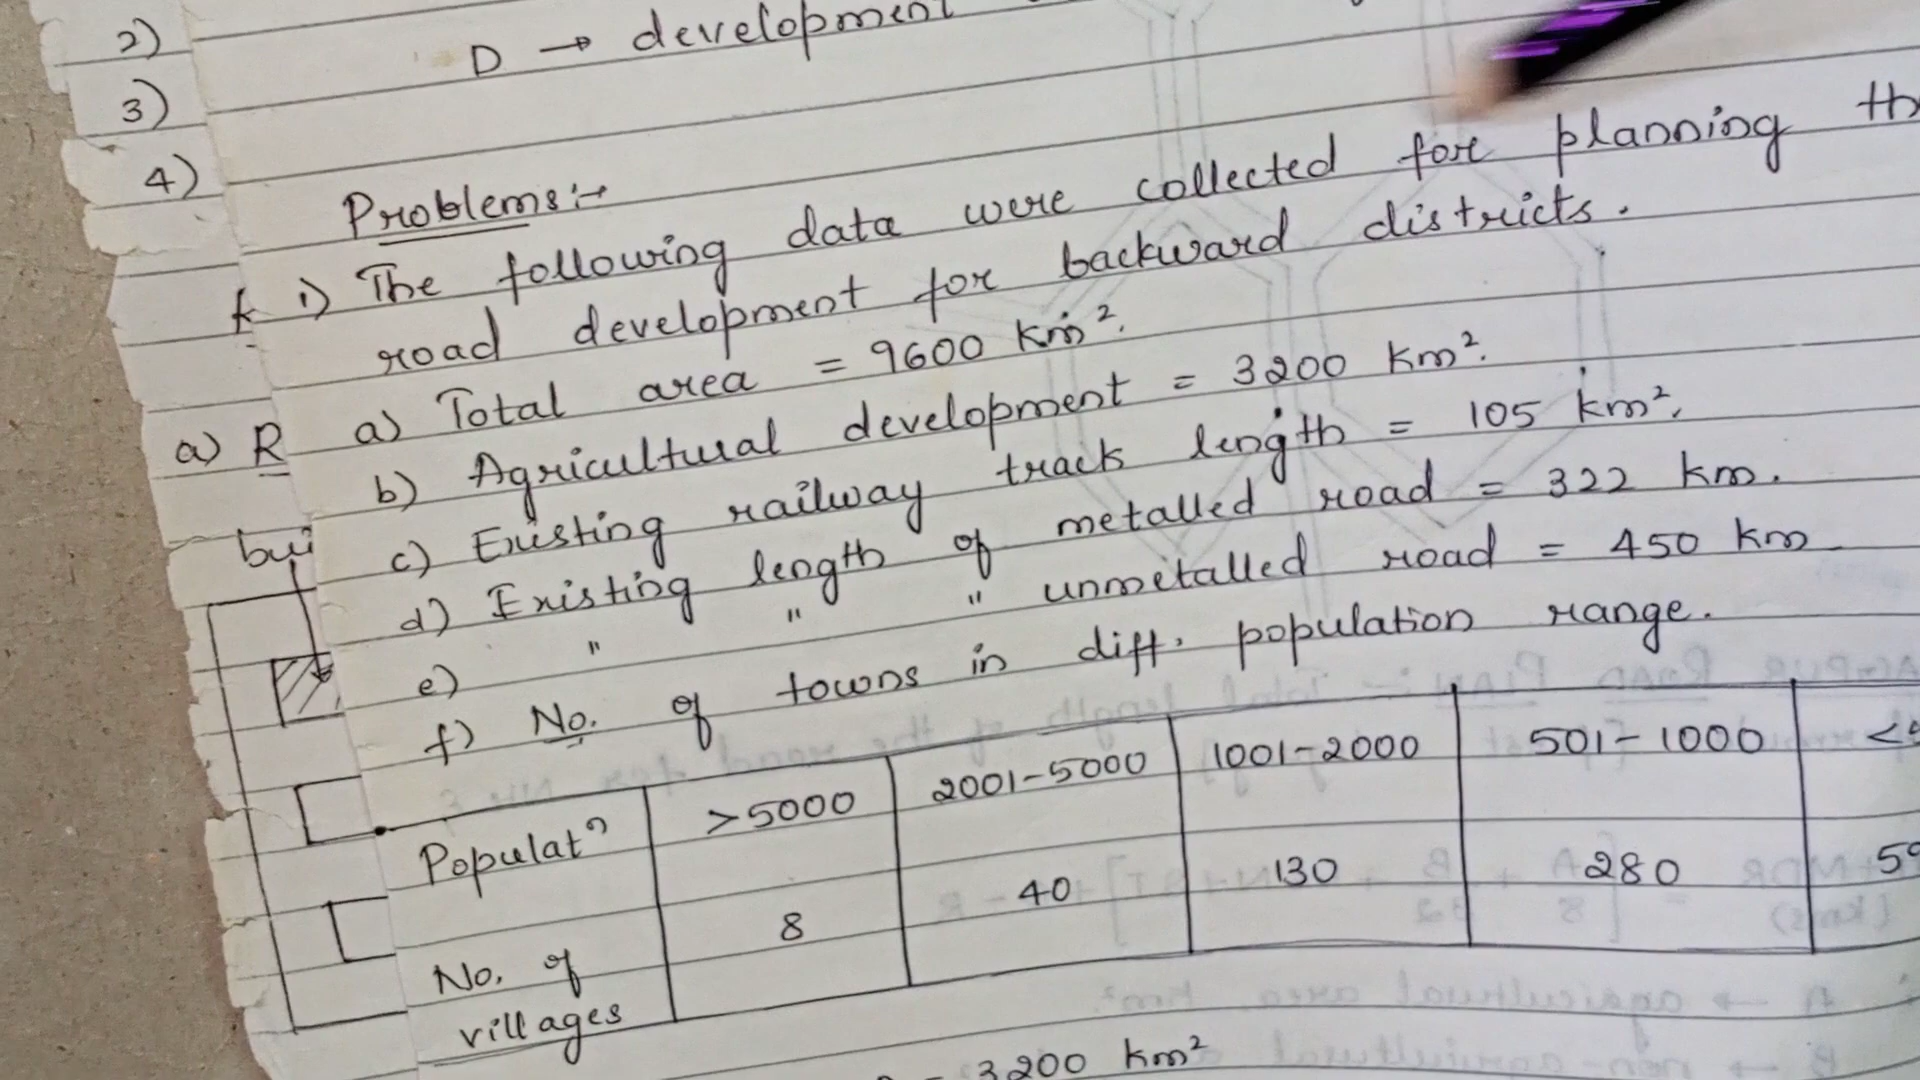 2)
D → development
3)
4)
Problems:→
i) The following data were collected for planning th
road development for backward districts.
a) Total area = 9600 km².
a) R
b) Agricultural development = 3200 km².
c) Existing railway track length = 105 km².
d) Existing length of metalled road = 322 km.
e) " " " unmetalled road = 450 km
f) No. of towns in diff. population range.
Populatⁿ >5000 2001-5000 1001-2000 501-1000
No. of villages 8 40 130 280
3200 km²